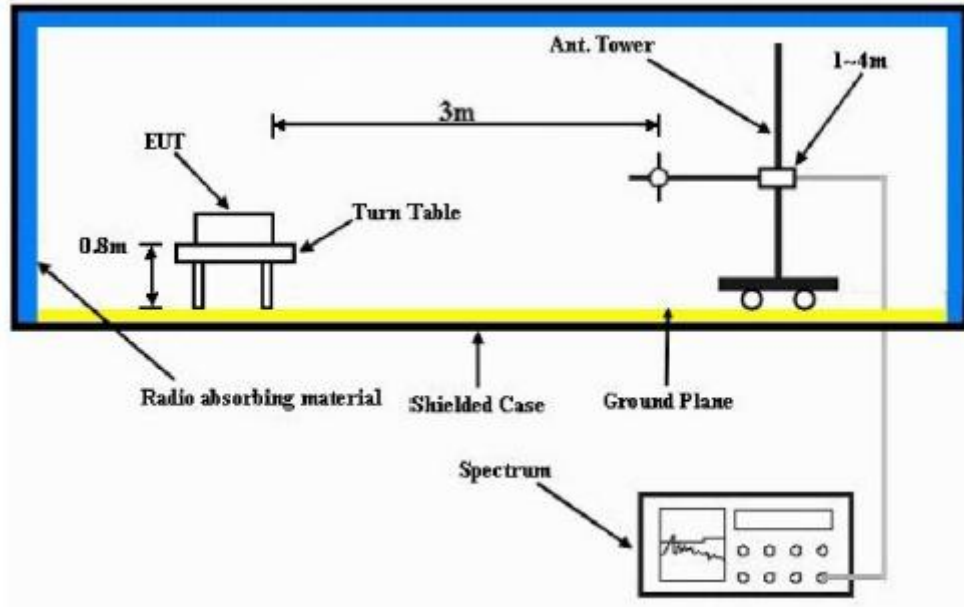 Ant. Tower
1~4m
3m
EUT
Turn Table
0.8m
Radio absorbing material
Shielded Case
Ground Plane
Spectrum